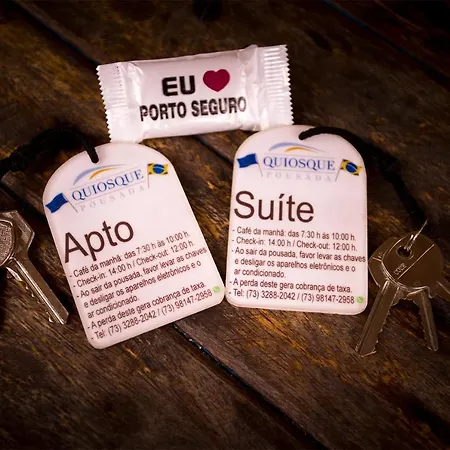 EU ❤
PORTO SEGURO
QUIOSQUE
POUSADA
Apto
- Café da manhã: das 7:30 h às 10:00 h.
- Check-in: 14:00 h / Check-out: 12:00 h.
- Ao sair da pousada, favor levar as chaves
e desligar os aparelhos eletrônicos e o
ar condicionado.
- A perda deste gera cobrança de taxa.
- Tel: (73) 3288-2042 / (73) 98147-2958
QUIOSQUE
POUSADA
Suíte
- Café da manhã: das 7:30 h às 10:00 h.
- Check-in: 14:00 h / Check-out: 12:00 h.
- Ao sair da pousada, favor levar as chaves
e desligar os aparelhos eletrônicos e o
ar condicionado.
- A perda deste gera cobrança de taxa.
- Tel: (73) 3288-2042 / (73) 98147-2958